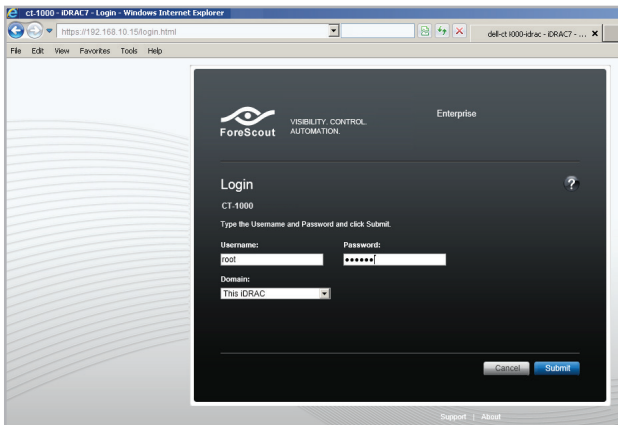 ct-1000 - iDRAC7 - Login - Windows Internet Explorer
https://192.168.10.15/login.html
dell-ct l000-idrac - iDRAC7 - ...
File Edit View Favorites Tools Help
ForeScout
VISIBILITY. CONTROL.
AUTOMATION.
Enterprise
Login
?
CT-1000
Type the Username and Password and click Submit.
Username: Password:
root ••••••
Domain:
This iDRAC
Cancel Submit
Support | About